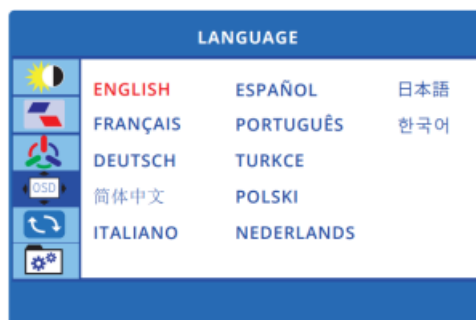 LANGUAGE
ENGLISH ESPAÑOL 日本語
FRANÇAIS PORTUGUÊS 한국어
DEUTSCH TURKCE
OSD 简体中文 POLSKI
ITALIANO NEDERLANDS